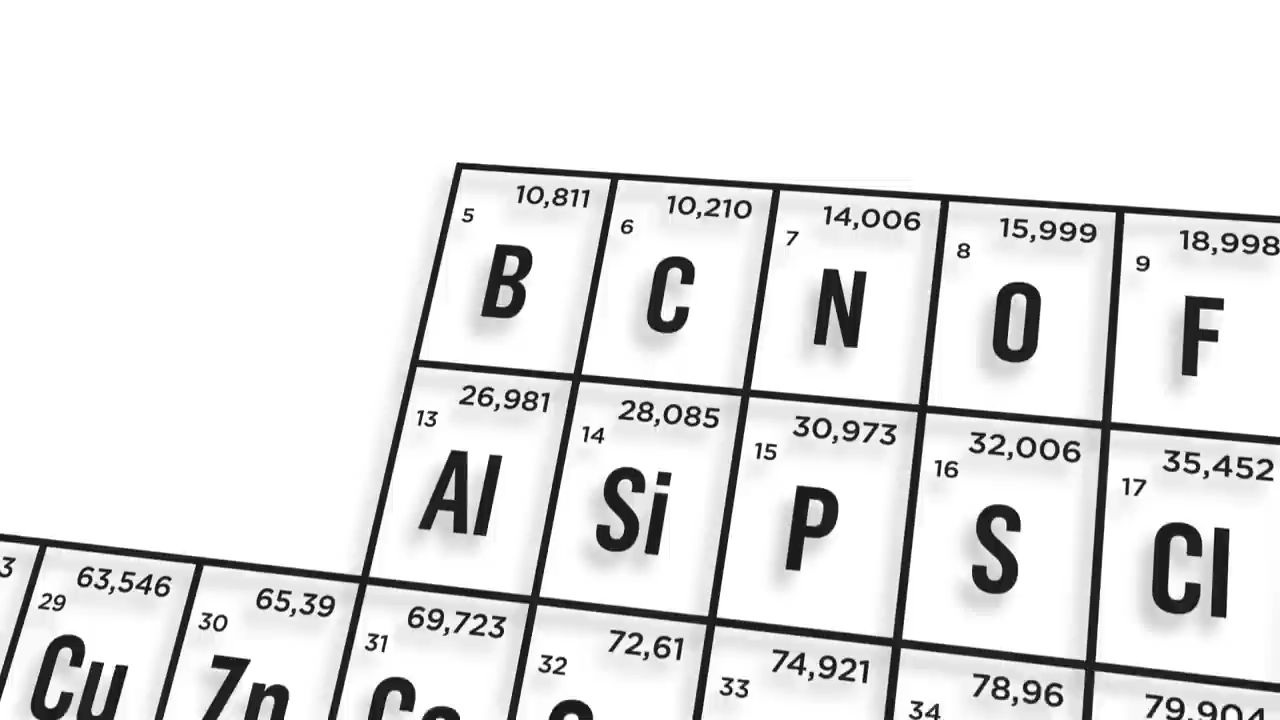 10,811 10,210 14,006 15,999 18,998
5 6 7 8 9
B C N O F
26,981 28,085 30,973 32,006 35,452
13 14 15 16 17
Al Si P S Cl
3 63,546 65,39 69,723 72,61 74,921 78,96 79,904
29 30 31 32 33 34
Cu Zn